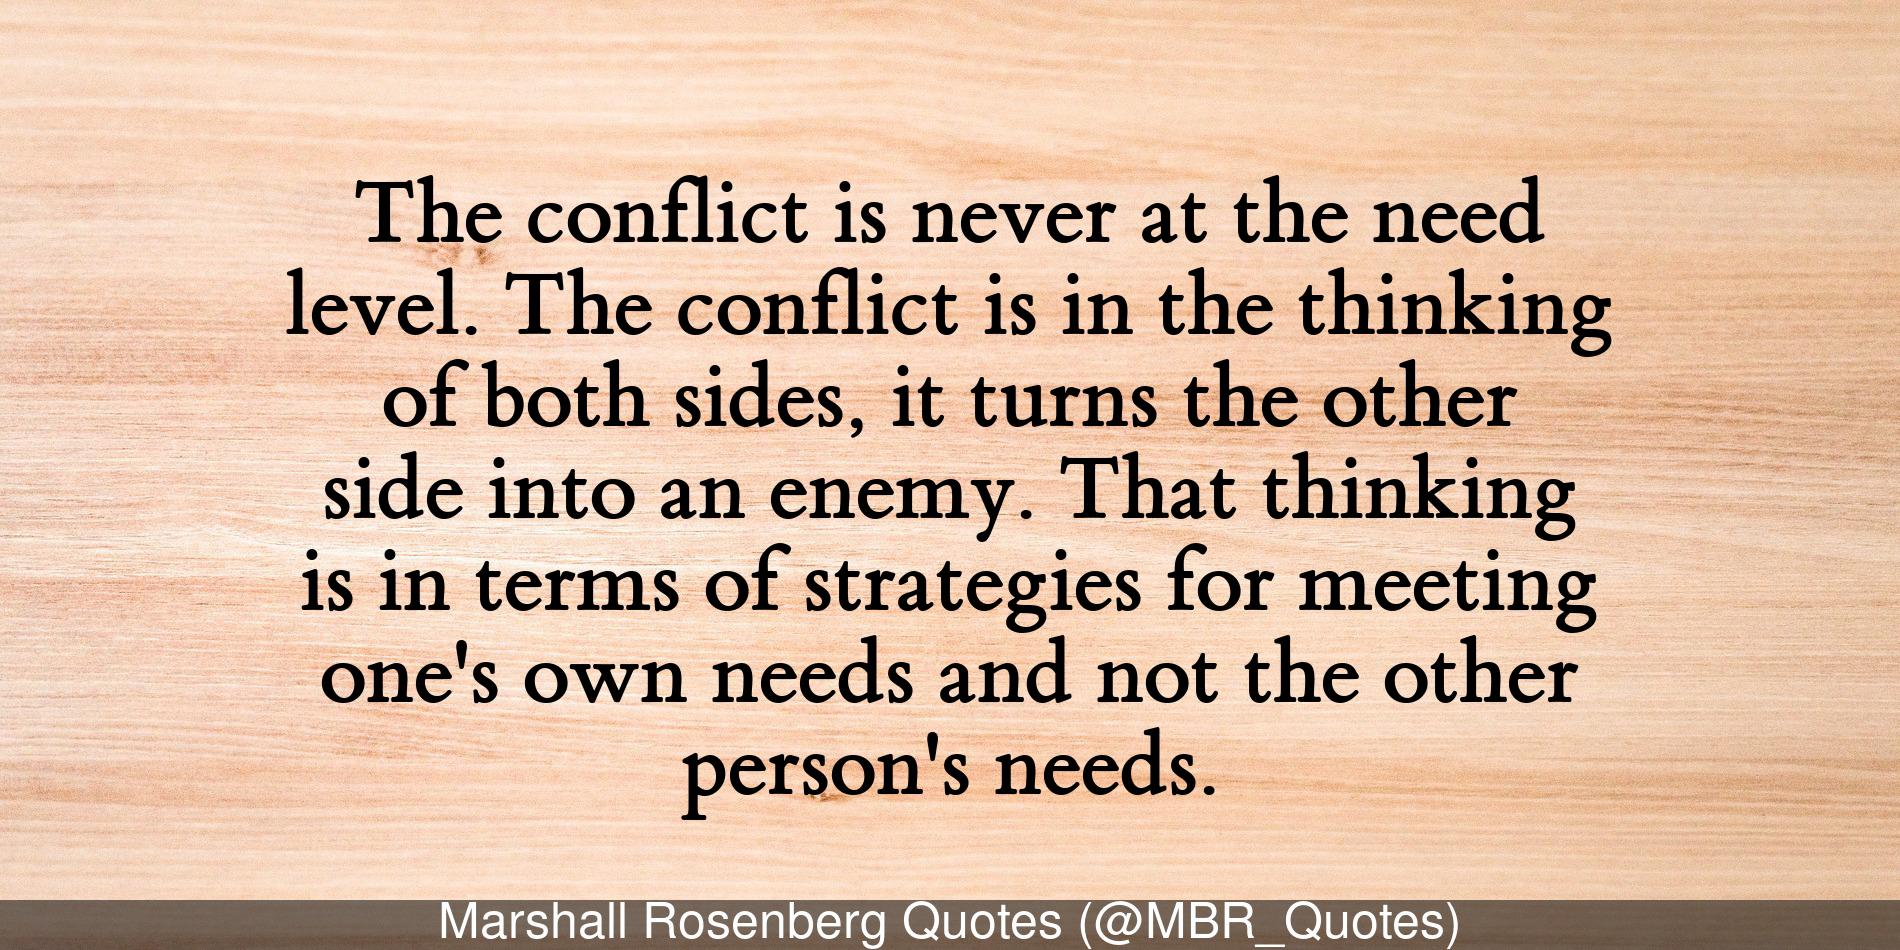 The conflict is never at the need
level. The conflict is in the thinking
of both sides, it turns the other
side into an enemy. That thinking
is in terms of strategies for meeting
one's own needs and not the other
person's needs.
Marshall Rosenberg Quotes (@MBR_Quotes)